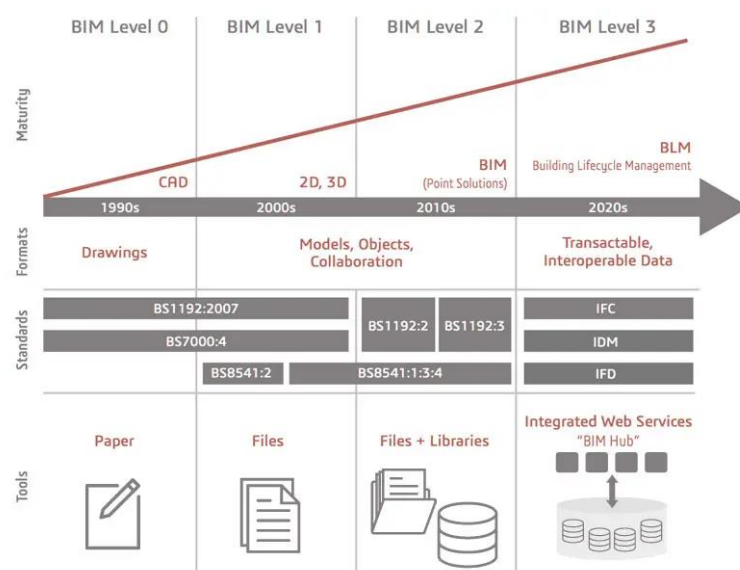 BIM Level 0
BIM Level 1
BIM Level 2
BIM Level 3
Maturity
CAD
2D, 3D
BIM
(Point Solutions)
BLM
Building Lifecycle Management
1990s
2000s
2010s
2020s
Formats
Drawings
Models, Objects,
Collaboration
Transactable,
Interoperable Data
Standards
BS1192:2007
BS7000:4
BS8541:2
BS8541:1:3:4
BS1192:2
BS1192:3
IFC
IDM
IFD
Tools
Paper
Files
Files + Libraries
Integrated Web Services
"BIM Hub"